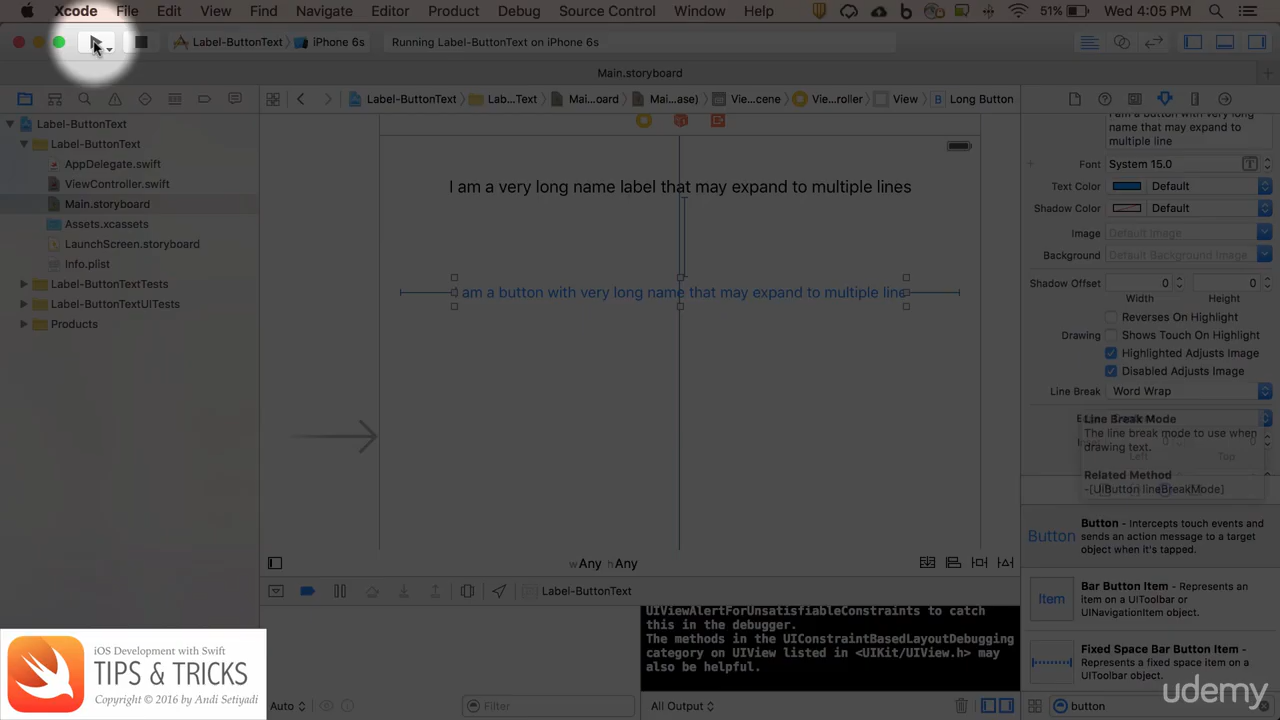 Xcode File Edit View Find Navigate Editor Product Debug Source Control Window Help 51% Wed 4:05 PM
Label-ButtonText iPhone 6s Running Label-ButtonText on iPhone 6s
Main.storyboard
Label-ButtonText Lab...Text Mai...oard Mai...ase) Vie...cene Vie...roller View B Long Button
Label-ButtonText
Label-ButtonText
AppDelegate.swift
ViewController.swift
Main.storyboard
Assets.xcassets
LaunchScreen.storyboard
Info.plist
Label-ButtonTextTests
Label-ButtonTextUITests
Products
I am a very long name label that may expand to multiple lines
am a button with very long name that may expand to multiple line
wAny hAny
Label-ButtonText
UIViewAlertForUnsatisfiableConstraints to catch
this in the debugger.
The methods in the UIConstraintBasedLayoutDebugging
category on UIView listed in <UIKit/UIView.h> may
also be helpful.
Auto Filter All Output
I am a button with very long
name that may expand to
multiple line
Font System 15.0 T
Text Color Default
Shadow Color Default
Image Default Image
Background Default Background Image
Shadow Offset 0 0
Width Height
Reverses On Highlight
Drawing Shows Touch On Highlight
Highlighted Adjusts Image
Disabled Adjusts Image
Line Break Word Wrap
Line Break Mode
The line break mode to use when
drawing text.
Left Top
Related Method
-[UIButton lineBreakMode]
Button Button - Intercepts touch events and
sends an action message to a target
object when it's tapped.
Item Bar Button Item - Represents an
item on a UIToolbar or
UINavigationItem object.
Fixed Space Bar Button Item -
Represents a fixed space item on a
UIToolbar object.
button
iOS Development with Swift
TIPS & TRICKS
Copyright © 2016 by Andi Setiyadi
udemy